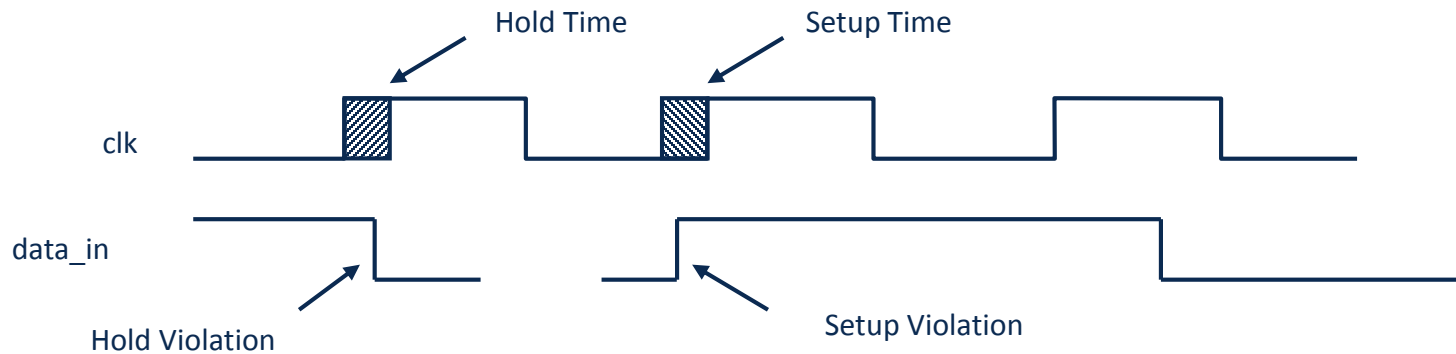 Hold Time
Setup Time
clk
data_in
Hold Violation
Setup Violation